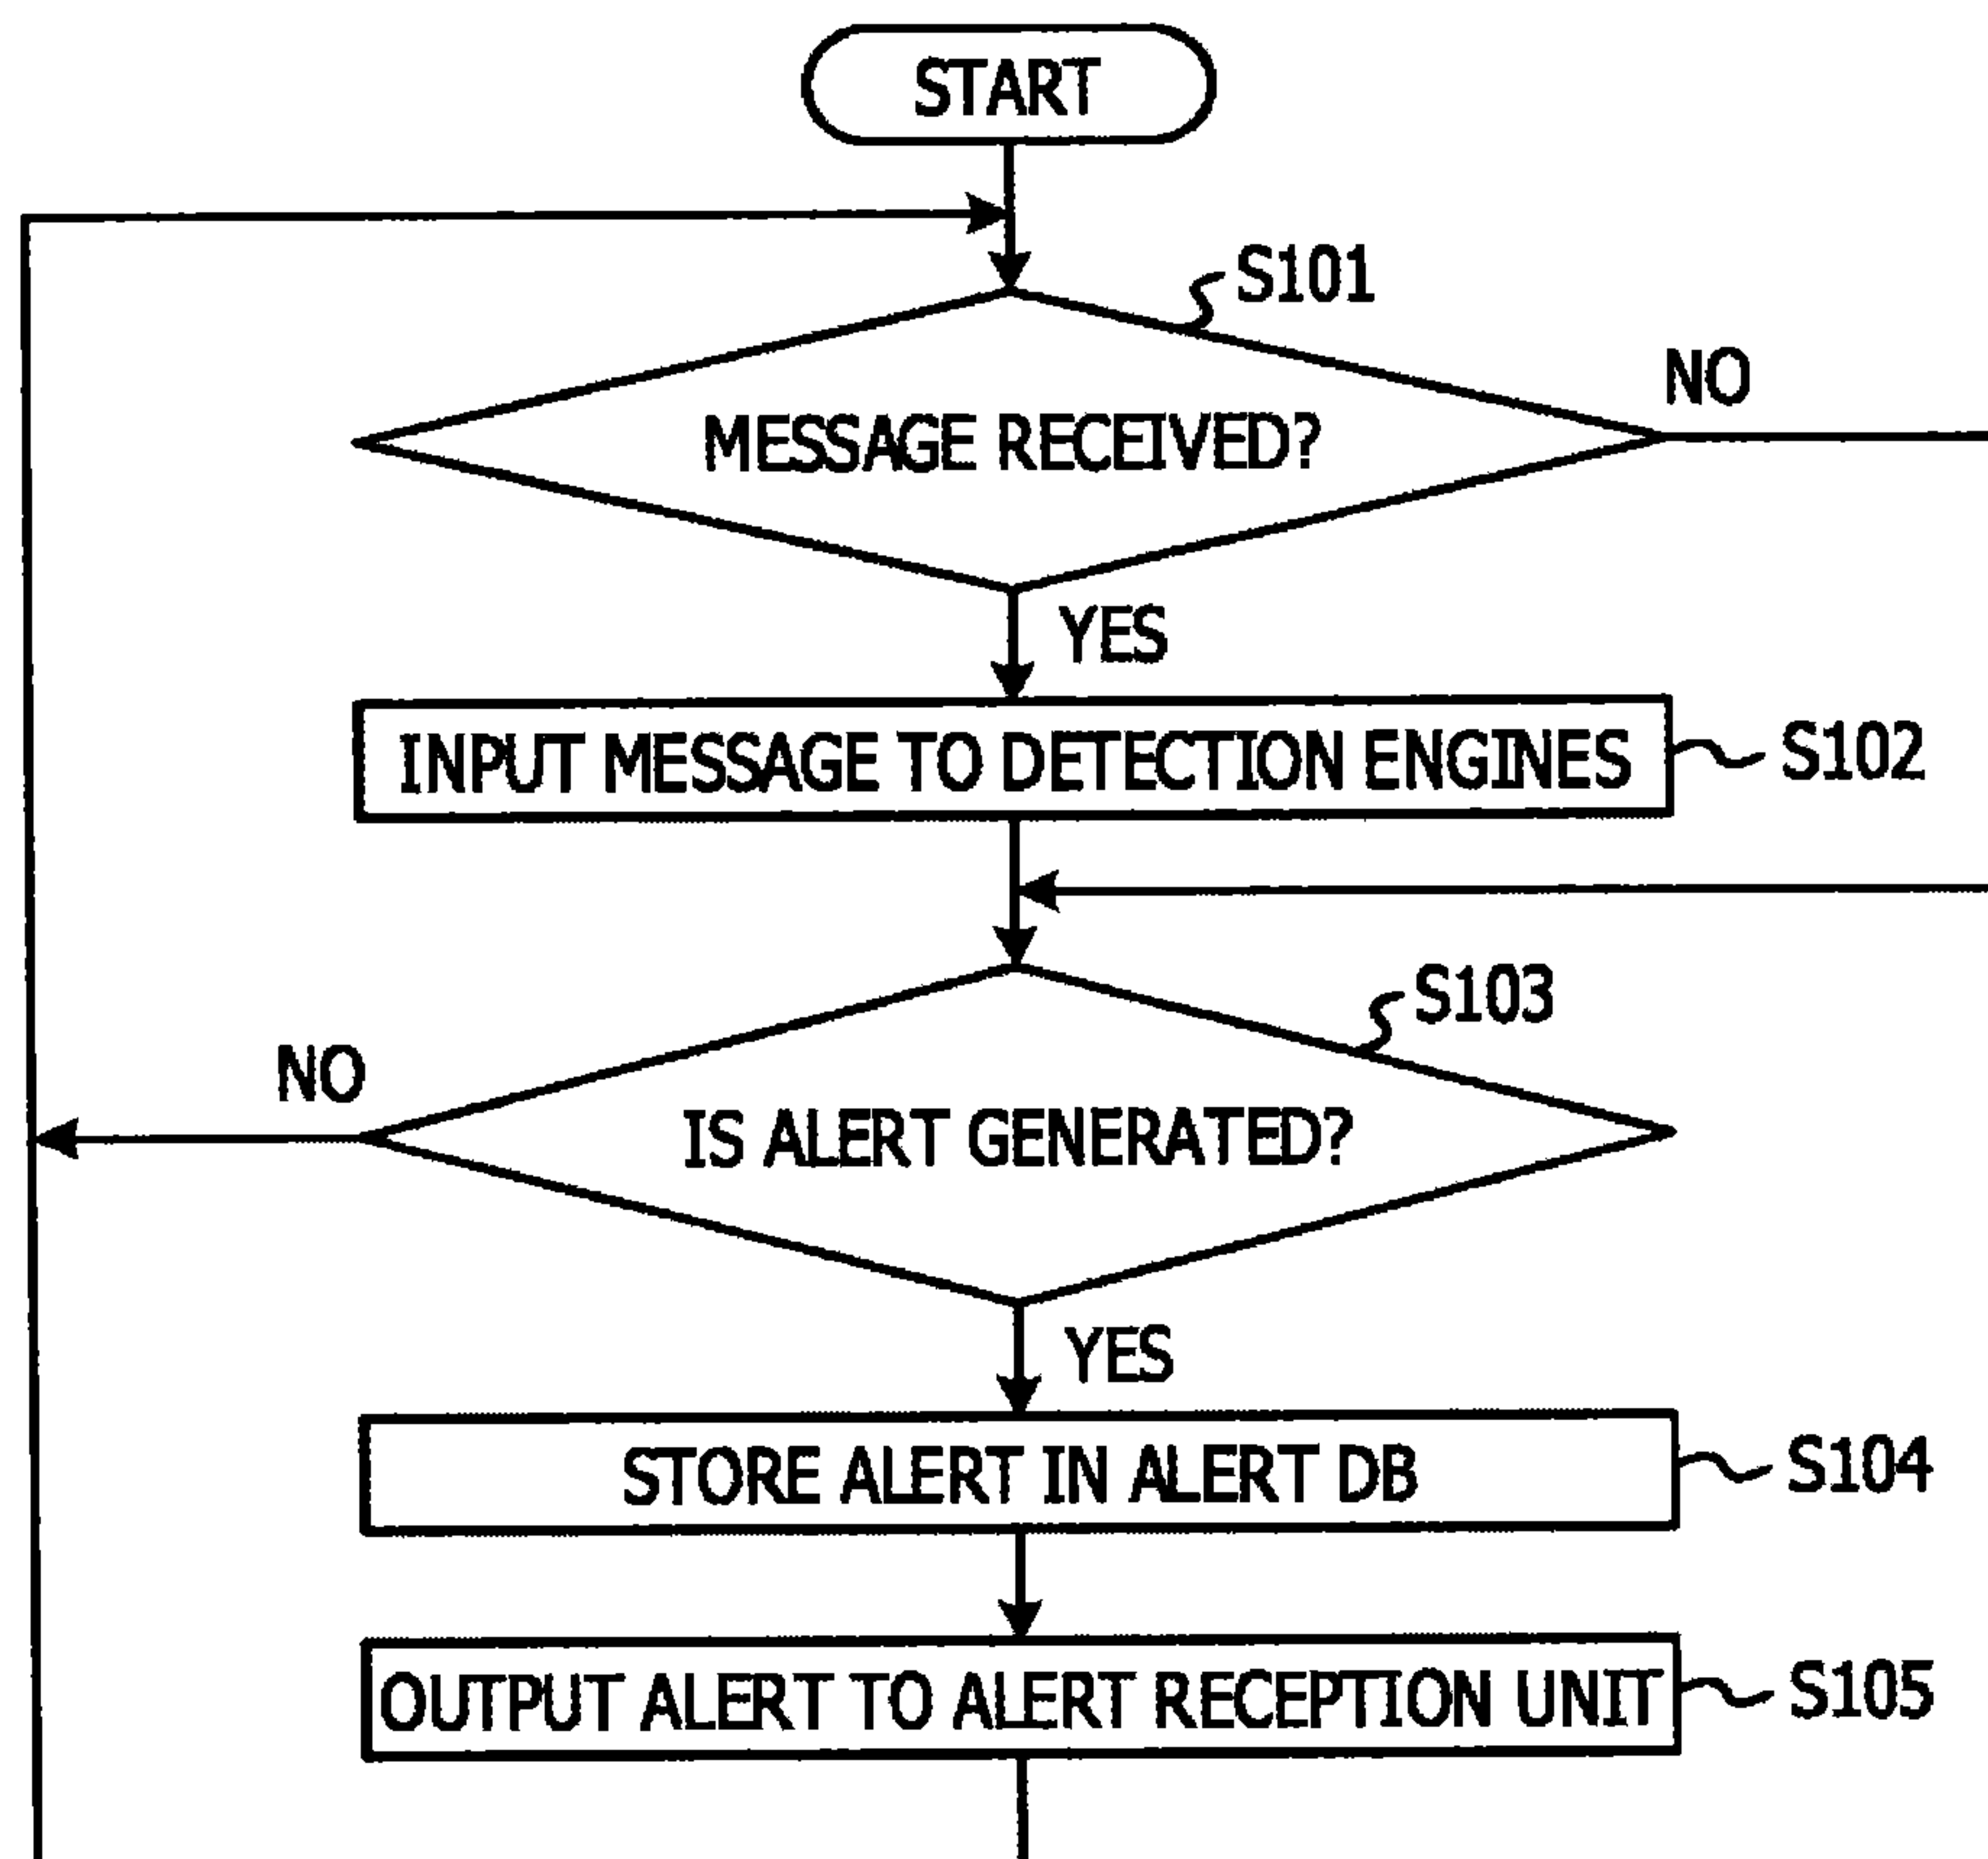 START
S101
MESSAGE RECEIVED?
NO
YES
INPUT MESSAGE TO DETECTION ENGINES
S102
S103
NO
IS ALERT GENERATED?
YES
STORE ALERT IN ALERT DB
S104
OUTPUT ALERT TO ALERT RECEPTION UNIT
S105